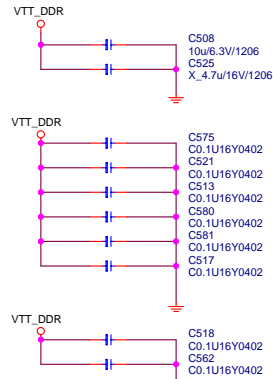 VTT_DDR
C508
10u/6.3V/1206
C525
X_4.7u/16V/1206
VTT_DDR
C575
C0.1U16Y0402
C521
C0.1U16Y0402
C513
C0.1U16Y0402
C580
C0.1U16Y0402
C581
C0.1U16Y0402
C517
C0.1U16Y0402
VTT_DDR
C518
C0.1U16Y0402
C562
C0.1U16Y0402